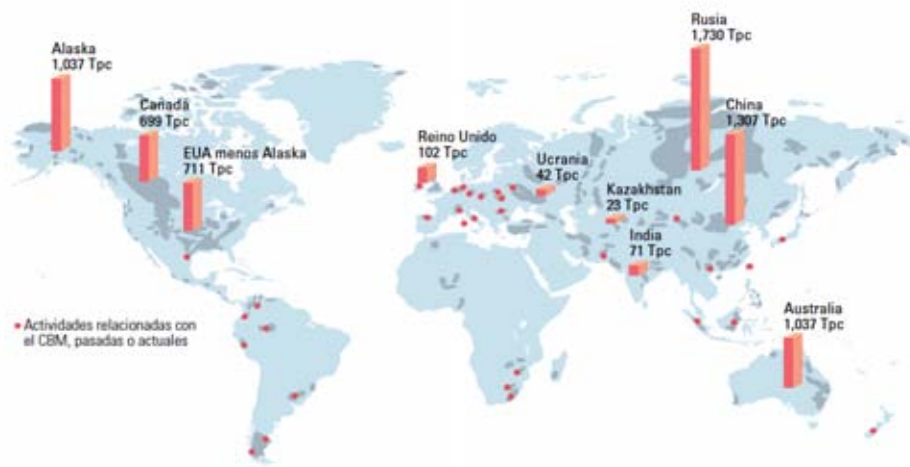 Alaska
1,037 Tpc
Canadá
699 Tpc
EUA menos Alaska
711 Tpc
Reino Unido
102 Tpc
Ucrania
42 Tpc
Kazakhstan
23 Tpc
India
71 Tpc
Rusia
1,730 Tpc
China
1,307 Tpc
Australia
1,037 Tpc
Actividades relacionadas con
el CBM, pasadas o actuales